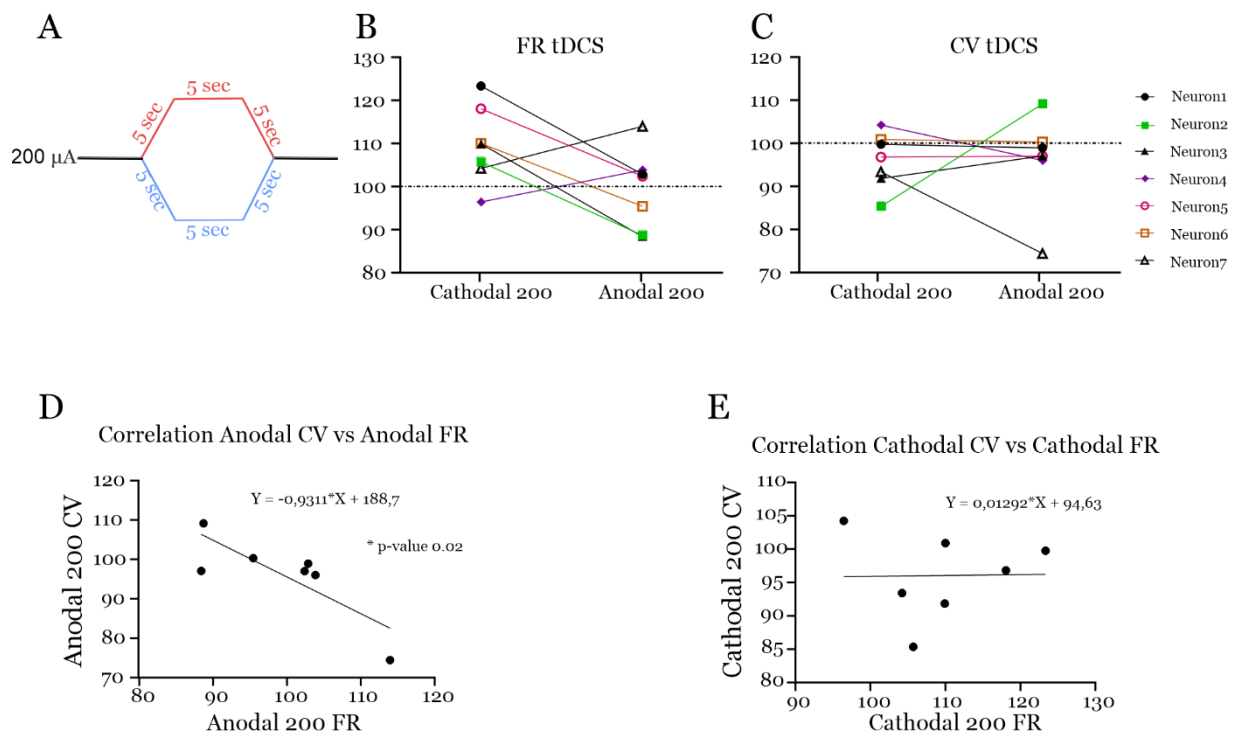 A
5 sec
5 sec
5 sec
200 µA
5 sec
5 sec
5 sec
B
FR tDCS
130
120
110
100
90
80
Cathodal 200
Anodal 200
C
CV tDCS
120
110
100
90
80
70
Cathodal 200
Anodal 200
Neuron1
Neuron2
Neuron3
Neuron4
Neuron5
Neuron6
Neuron7
D
Correlation Anodal CV vs Anodal FR
Anodal 200 CV
120
110
100
90
80
70
Y = -0,9311*X + 188,7
* p-value 0.02
80
90
100
110
120
Anodal 200 FR
E
Correlation Cathodal CV vs Cathodal FR
Cathodal 200 CV
110
105
100
95
90
85
80
Y = 0,01292*X + 94,63
90
100
110
120
130
Cathodal 200 FR